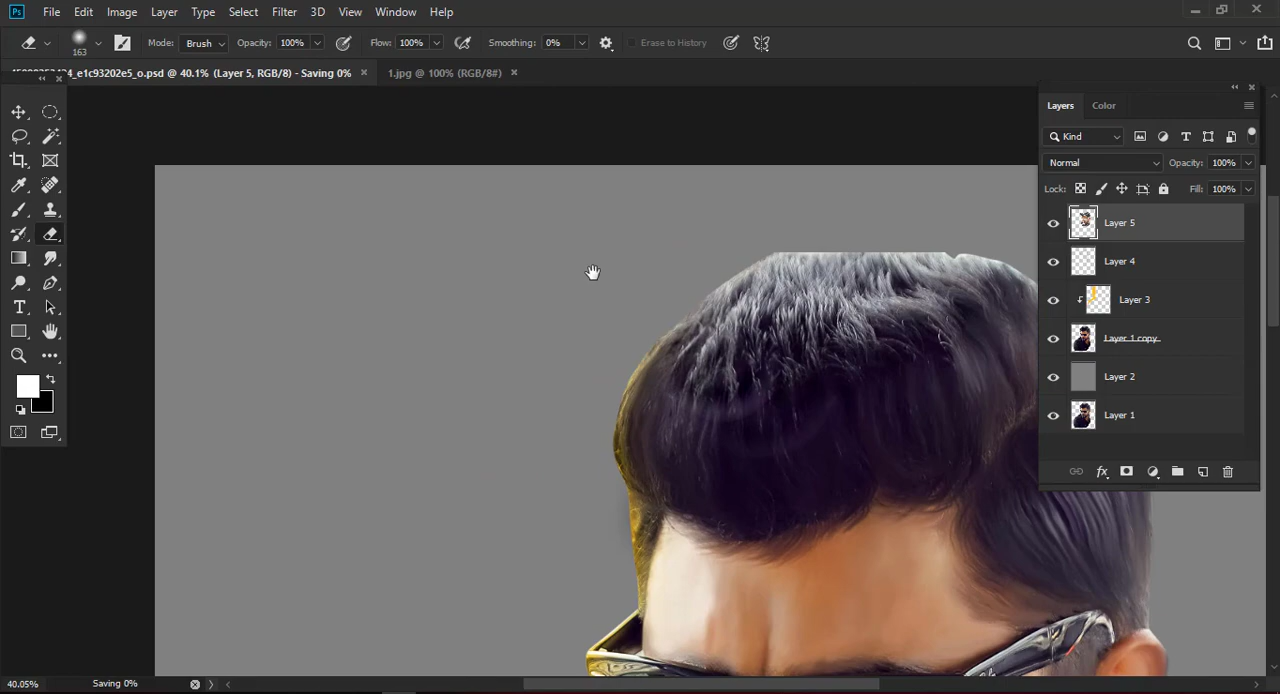 Ps File Edit Image Layer Type Select Filter 3D View Window Help
163 Mode: Brush Opacity: 100% Flow: 100% Smoothing: 0% Erase to History
_e1c93202e5_o.psd @ 40.1% (Layer 5, RGB/8) - Saving 0% × 1.jpg @ 100% (RGB/8#) ×
Layers Color
Kind
Normal Opacity: 100%
Lock: Fill: 100%
Layer 5
Layer 4
Layer 3
Layer 1 copy
Layer 2
Layer 1
fx
T
40.05% Saving 0%